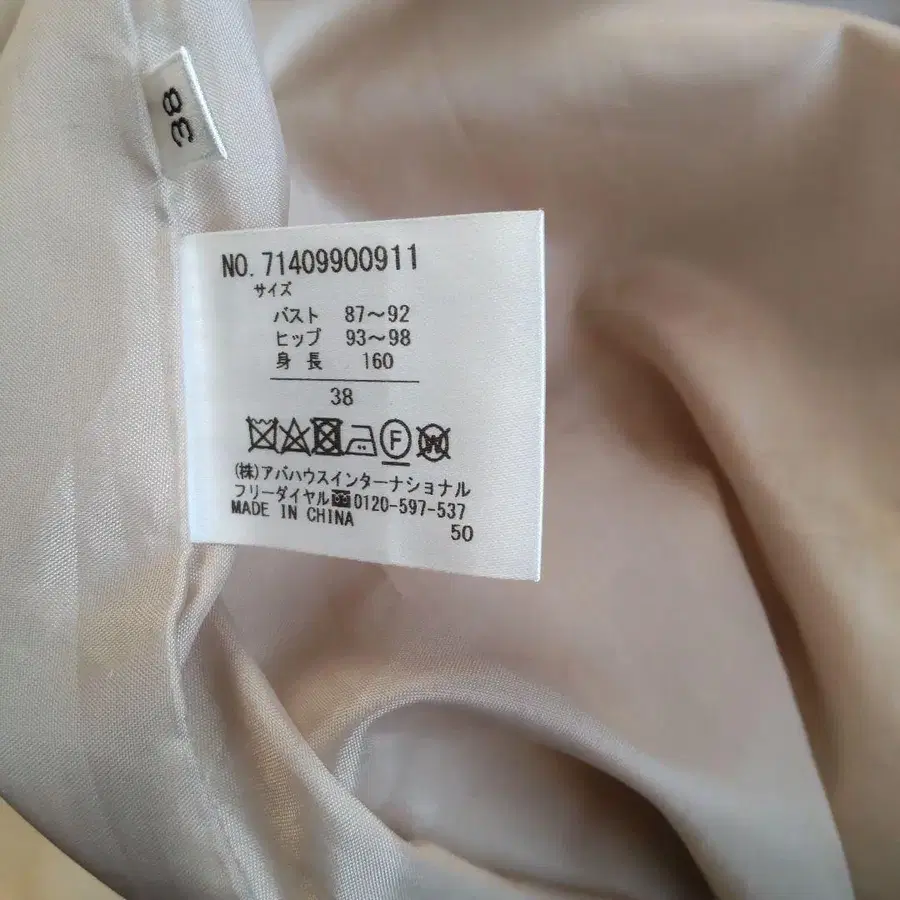 38
NO. 71409900911
サイズ
バスト 87～92
ヒップ 93～98
身長 160
38
F W
(株)アバハウスインターナショナル
フリーダイヤル 0120-597-537
MADE IN CHINA
50